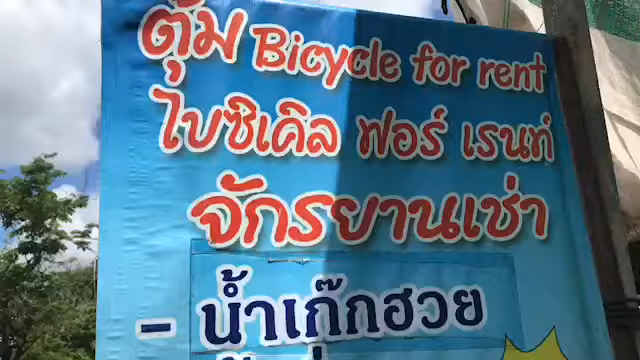 ตุ้ม Bicycle for rent
ไบซิเคิล ฟอร์ เรนท์
จักรยานเช่า
- น้ำเก๊กฮวย